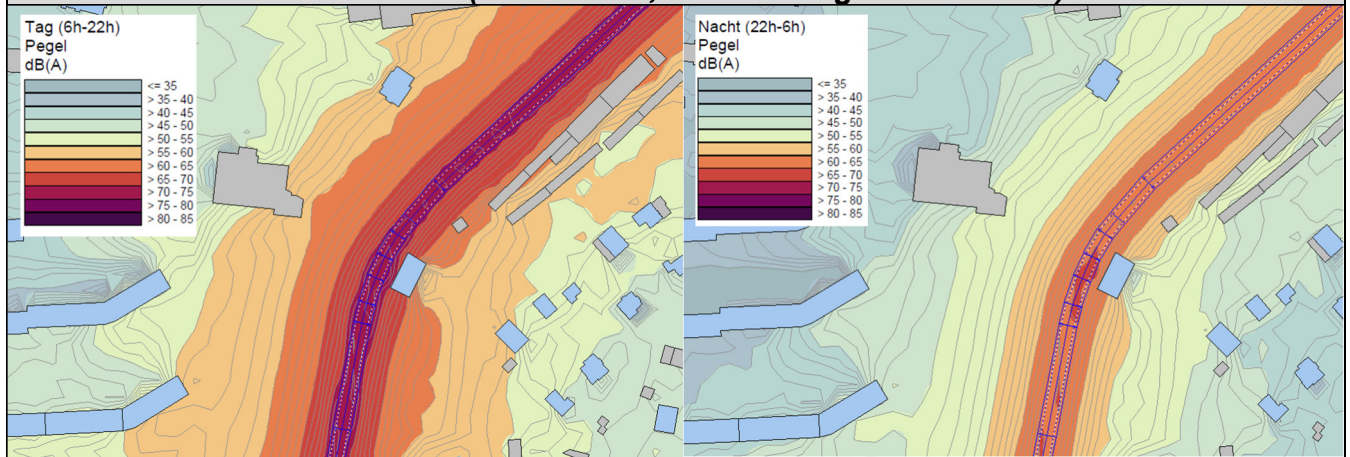 Tag (6h-22h)
Pegel
dB(A)
<= 35
> 35 - 40
> 40 - 45
> 45 - 50
> 50 - 55
> 55 - 60
> 60 - 65
> 65 - 70
> 70 - 75
> 75 - 80
> 80 - 85
Nacht (22h-6h)
Pegel
dB(A)
<= 35
> 35 - 40
> 40 - 45
> 45 - 50
> 50 - 55
> 55 - 60
> 60 - 65
> 65 - 70
> 70 - 75
> 75 - 80
> 80 - 85